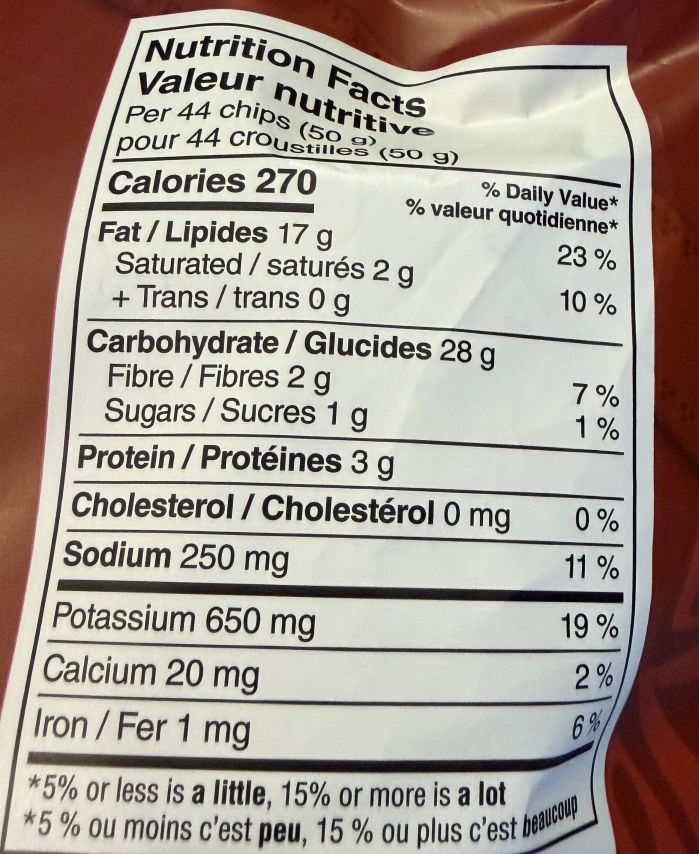 Nutrition Facts
Valeur nutritive
Per 44 chips (50 g)
pour 44 croustilles (50 g)
Calories 270
% Daily Value*
% valeur quotidienne*
Fat / Lipides 17 g 23 %
Saturated / saturés 2 g
+ Trans / trans 0 g 10 %
Carbohydrate / Glucides 28 g
Fibre / Fibres 2 g 7 %
Sugars / Sucres 1 g 1 %
Protein / Protéines 3 g
Cholesterol / Cholestérol 0 mg 0 %
Sodium 250 mg 11 %
Potassium 650 mg 19 %
Calcium 20 mg 2 %
Iron / Fer 1 mg 6 %
*5% or less is a little, 15% or more is a lot
*5 % ou moins c'est peu, 15 % ou plus c'est beaucoup